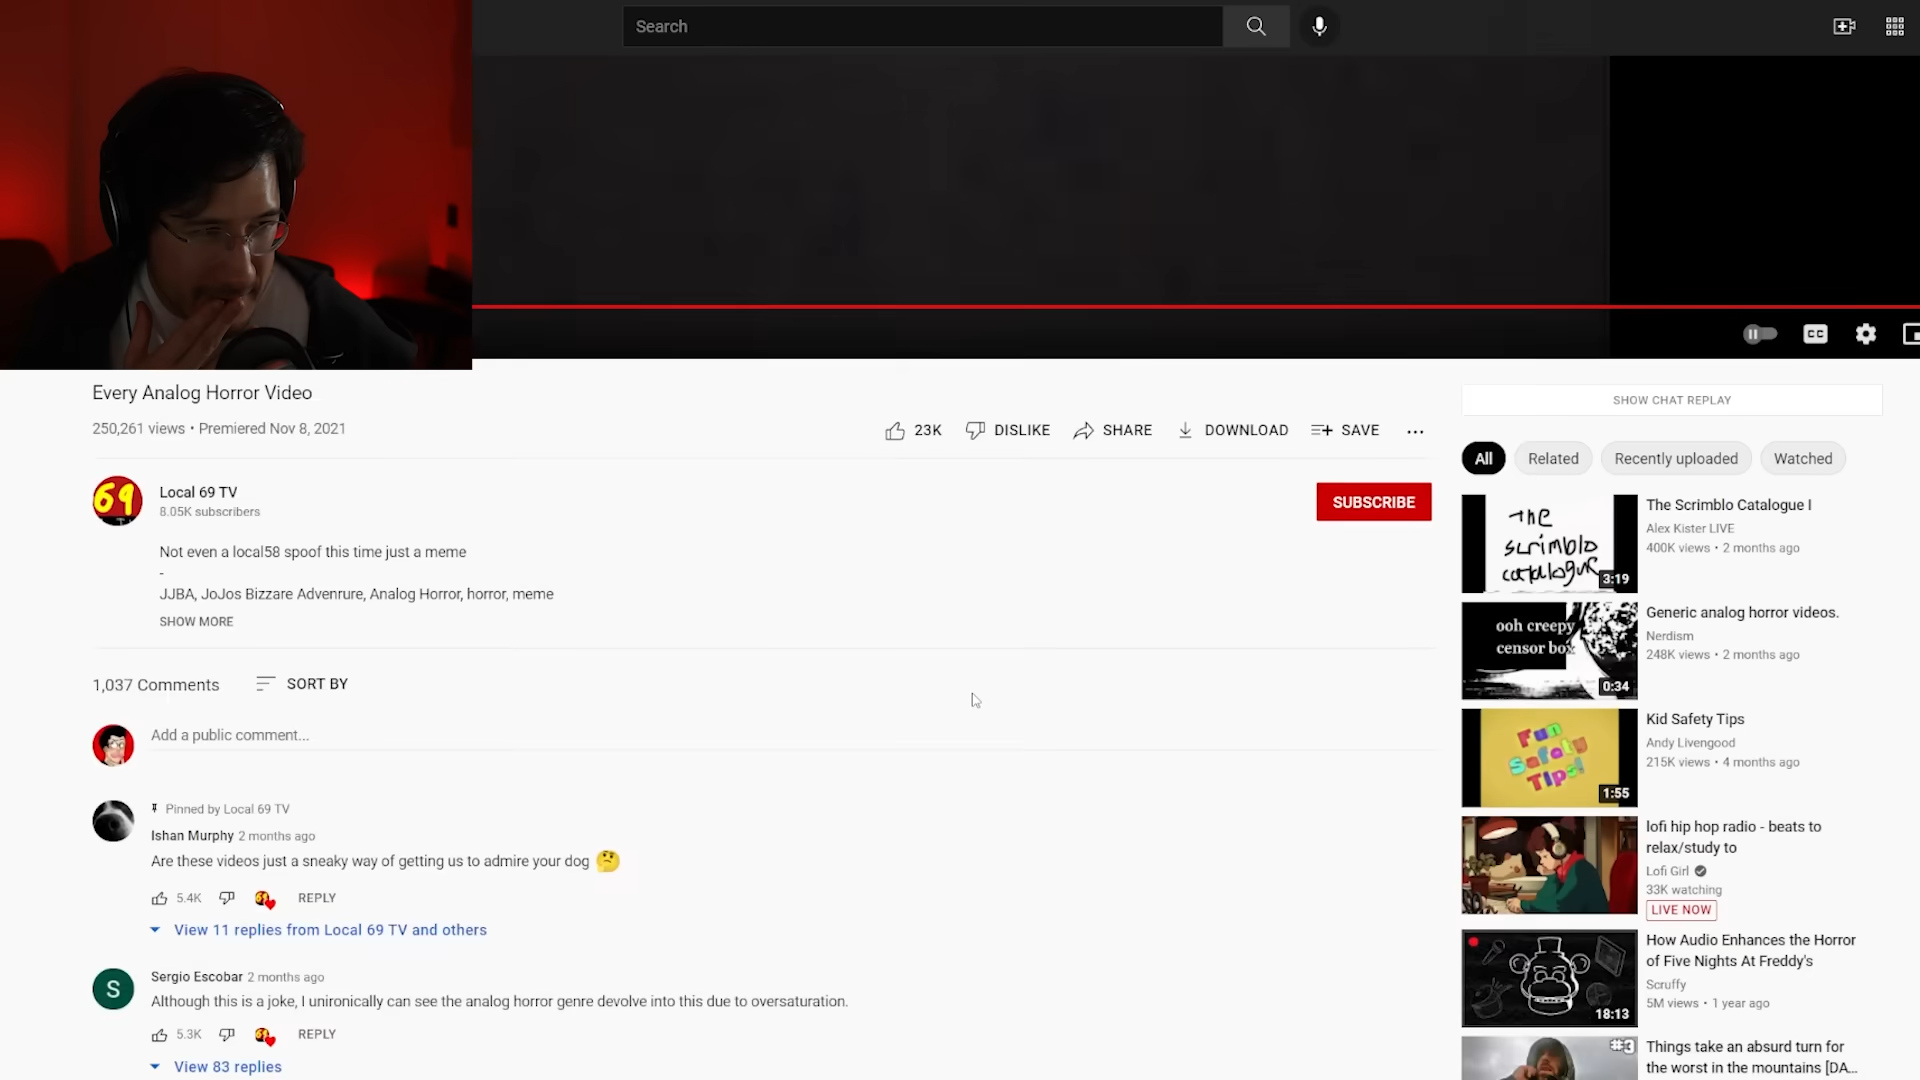 Search
Every Analog Horror Video
250,261 views • Premiered Nov 8, 2021
23K
DISLIKE
SHARE
DOWNLOAD
SAVE
69
Local 69 TV
8.05K subscribers
SUBSCRIBE
Not even a local58 spoof this time just a meme
-
JJBA, JoJos Bizzare Advenrure, Analog Horror, horror, meme
SHOW MORE
1,037 Comments
SORT BY
Add a public comment...
Pinned by Local 69 TV
Ishan Murphy 2 months ago
Are these videos just a sneaky way of getting us to admire your dog 🤔
5.4K
REPLY
View 11 replies from Local 69 TV and others
S
Sergio Escobar 2 months ago
Although this is a joke, I unironically can see the analog horror genre devolve into this due to oversaturation.
5.3K
REPLY
View 83 replies
CC
SHOW CHAT REPLAY
All
Related
Recently uploaded
Watched
The
scrimblo
catalogue
3:19
The Scrimblo Catalogue I
Alex Kister LIVE
400K views • 2 months ago
ooh creepy
censor box
0:34
Generic analog horror videos.
Nerdism
248K views • 2 months ago
Fun
Safety
Tips!
1:55
Kid Safety Tips
Andy Livengood
215K views • 4 months ago
lofi hip hop radio - beats to
relax/study to
Lofi Girl
33K watching
LIVE NOW
18:13
How Audio Enhances the Horror
of Five Nights At Freddy's
Scruffy
5M views • 1 year ago
#3
Things take an absurd turn for
the worst in the mountains [DA...